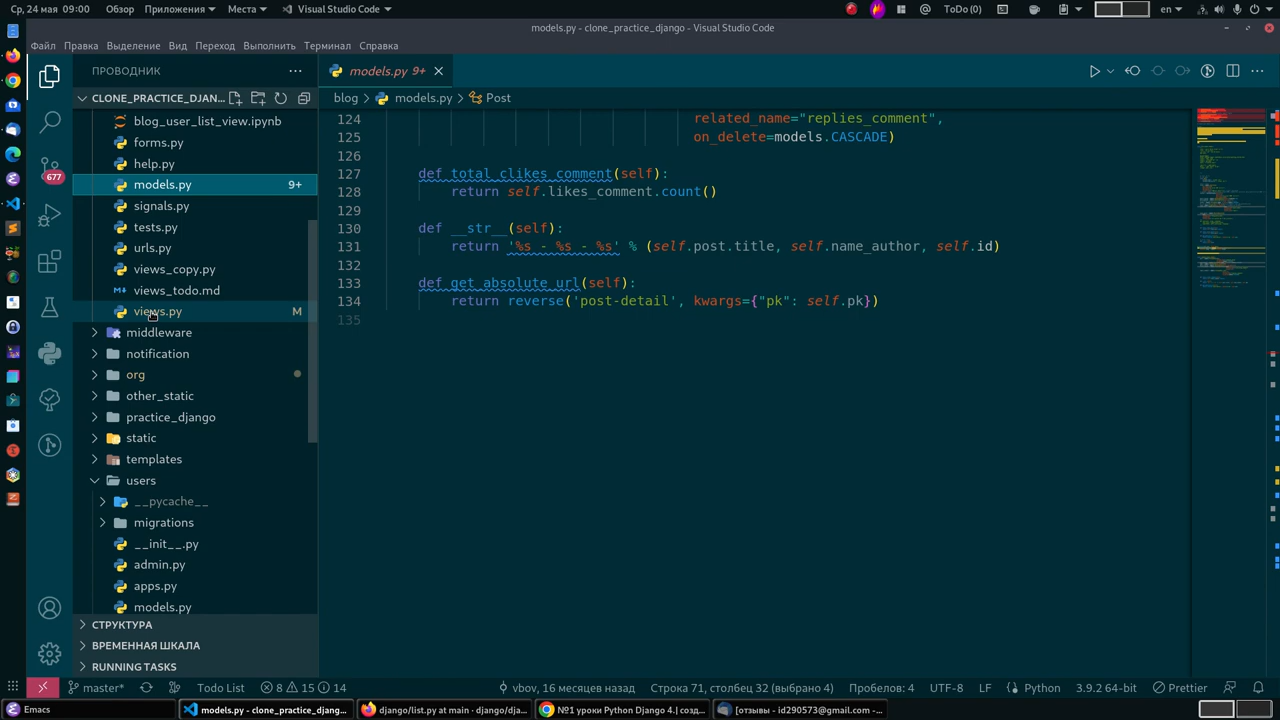 Ср, 24 мая 09:00 Обзор Приложения Места Visual Studio Code ToDo (0) en
models.py - clone_practice_django - Visual Studio Code
Файл Правка Выделение Вид Переход Выполнить Терминал Справка
ПРОВОДНИК
models.py 9+
CLONE_PRACTICE_DJAN...
blog > models.py > Post
blog_user_list_view.ipynb
forms.py
help.py
models.py 9+
signals.py
tests.py
urls.py
views_copy.py
views_todo.md
views.py M
middleware
notification
org
other_static
practice_django
static
templates
users
__pycache__
migrations
__init__.py
admin.py
apps.py
models.py
СТРУКТУРА
ВРЕМЕННАЯ ШКАЛА
RUNNING TASKS
677
124 related_name="replies_comment",
125 on_delete=models.CASCADE)
126
127 def total_clikes_comment(self):
128 return self.likes_comment.count()
129
130 def __str__(self):
131 return '%s - %s - %s' % (self.post.title, self.name_author, self.id)
132
133 def get_absolute_url(self):
134 return reverse('post-detail', kwargs={"pk": self.pk})
135
master* Todo List 8 15 14 vbov, 16 месяцев назад Строка 71, столбец 32 (выбрано 4) Пробелов: 4 UTF-8 LF Python 3.9.2 64-bit Prettier
Emacs models.py - clone_practice_djang... django/list.py at main · django/dja... №1 уроки Python Django 4.| созд... [отзывы - id290573@gmail.com -...